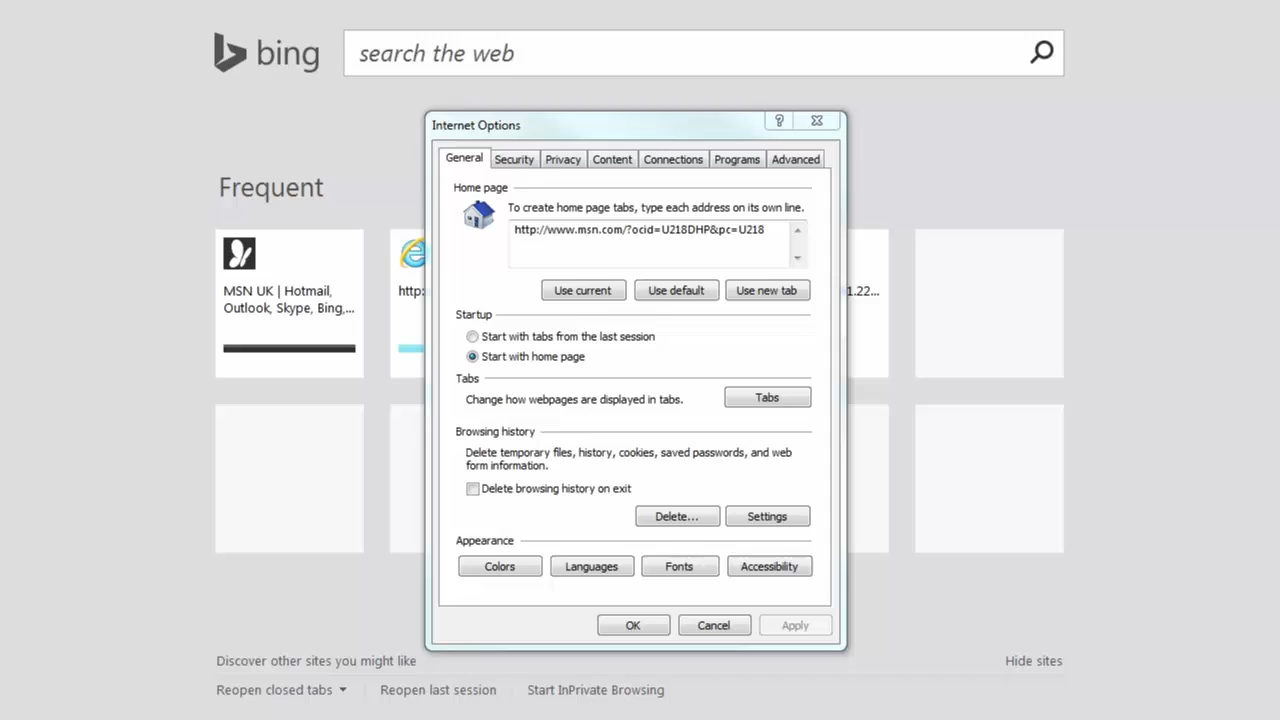 bing
search the web
Internet Options
General Security Privacy Content Connections Programs Advanced
Frequent
Home page
To create home page tabs, type each address on its own line.
http://www.msn.com/?ocid=U218DHP&pc=U218
MSN UK | Hotmail,
Outlook, Skype, Bing,...
http:
1.22...
Use current Use default Use new tab
Startup
Start with tabs from the last session
Start with home page
Tabs
Change how webpages are displayed in tabs. Tabs
Browsing history
Delete temporary files, history, cookies, saved passwords, and web
form information.
Delete browsing history on exit
Delete... Settings
Appearance
Colors Languages Fonts Accessibility
OK Cancel Apply
Discover other sites you might like Hide sites
Reopen closed tabs Reopen last session Start InPrivate Browsing